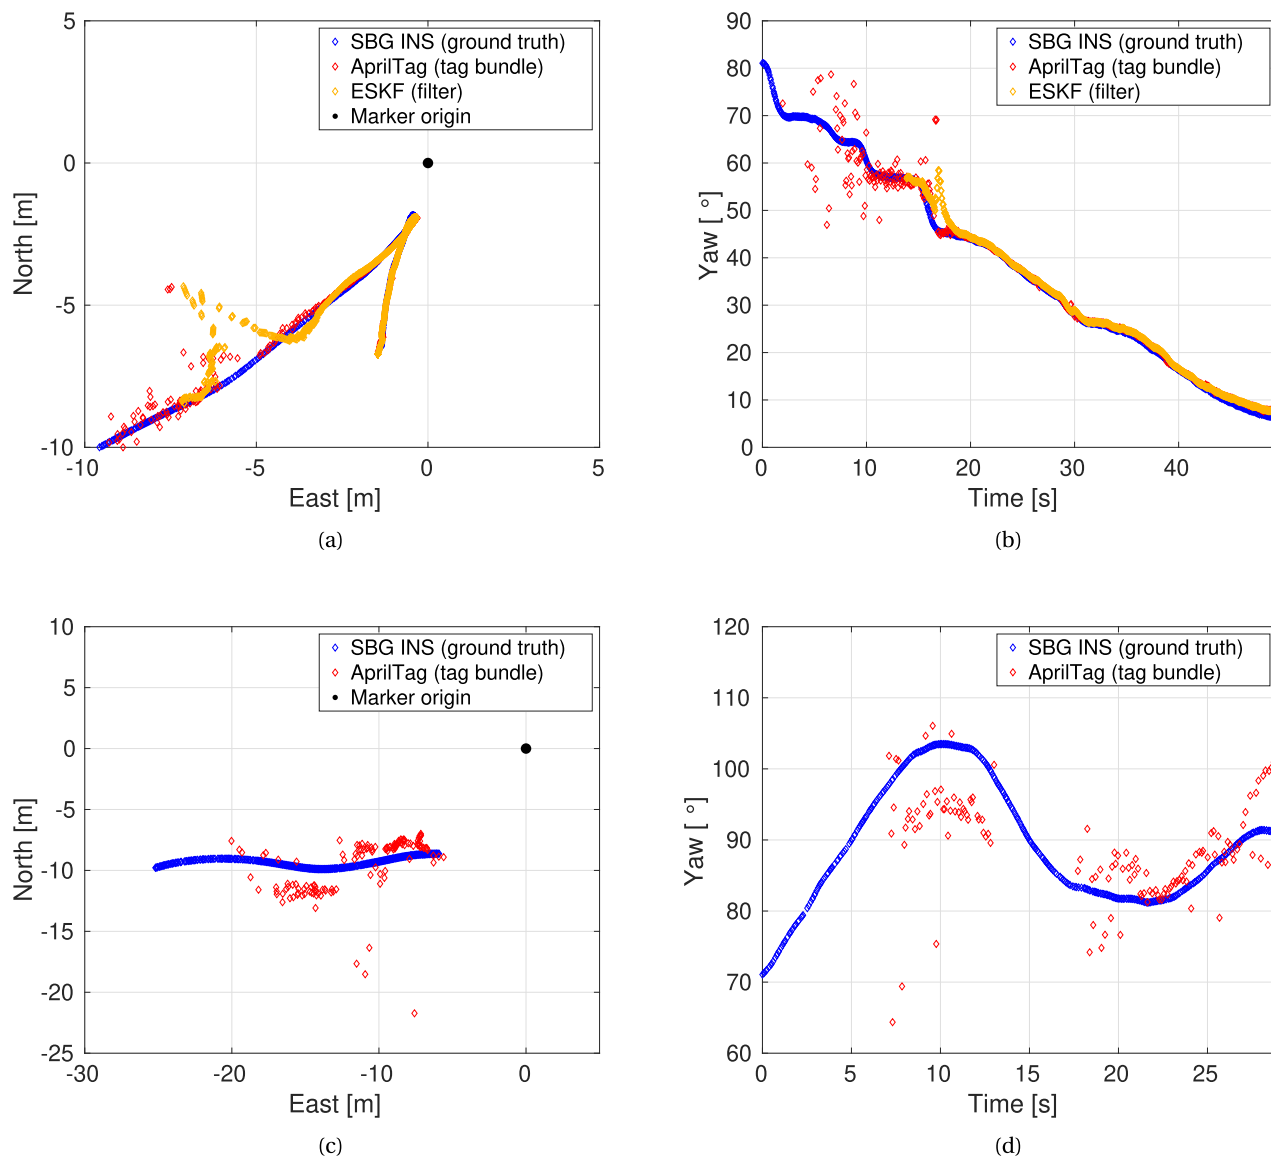 5
0
-5
-10
-10
-5
0
5
North [m]
East [m]
SBG INS (ground truth)
AprilTag (tag bundle)
ESKF (filter)
Marker origin
(a)
90
80
70
60
50
40
30
20
10
0
0
10
20
30
40
Yaw [ °]
Time [s]
SBG INS (ground truth)
AprilTag (tag bundle)
ESKF (filter)
(b)
10
5
0
-5
-10
-15
-20
-25
-30
-20
-10
0
North [m]
East [m]
SBG INS (ground truth)
AprilTag (tag bundle)
Marker origin
(c)
120
110
100
90
80
70
60
0
5
10
15
20
25
Yaw [ °]
Time [s]
SBG INS (ground truth)
AprilTag (tag bundle)
(d)